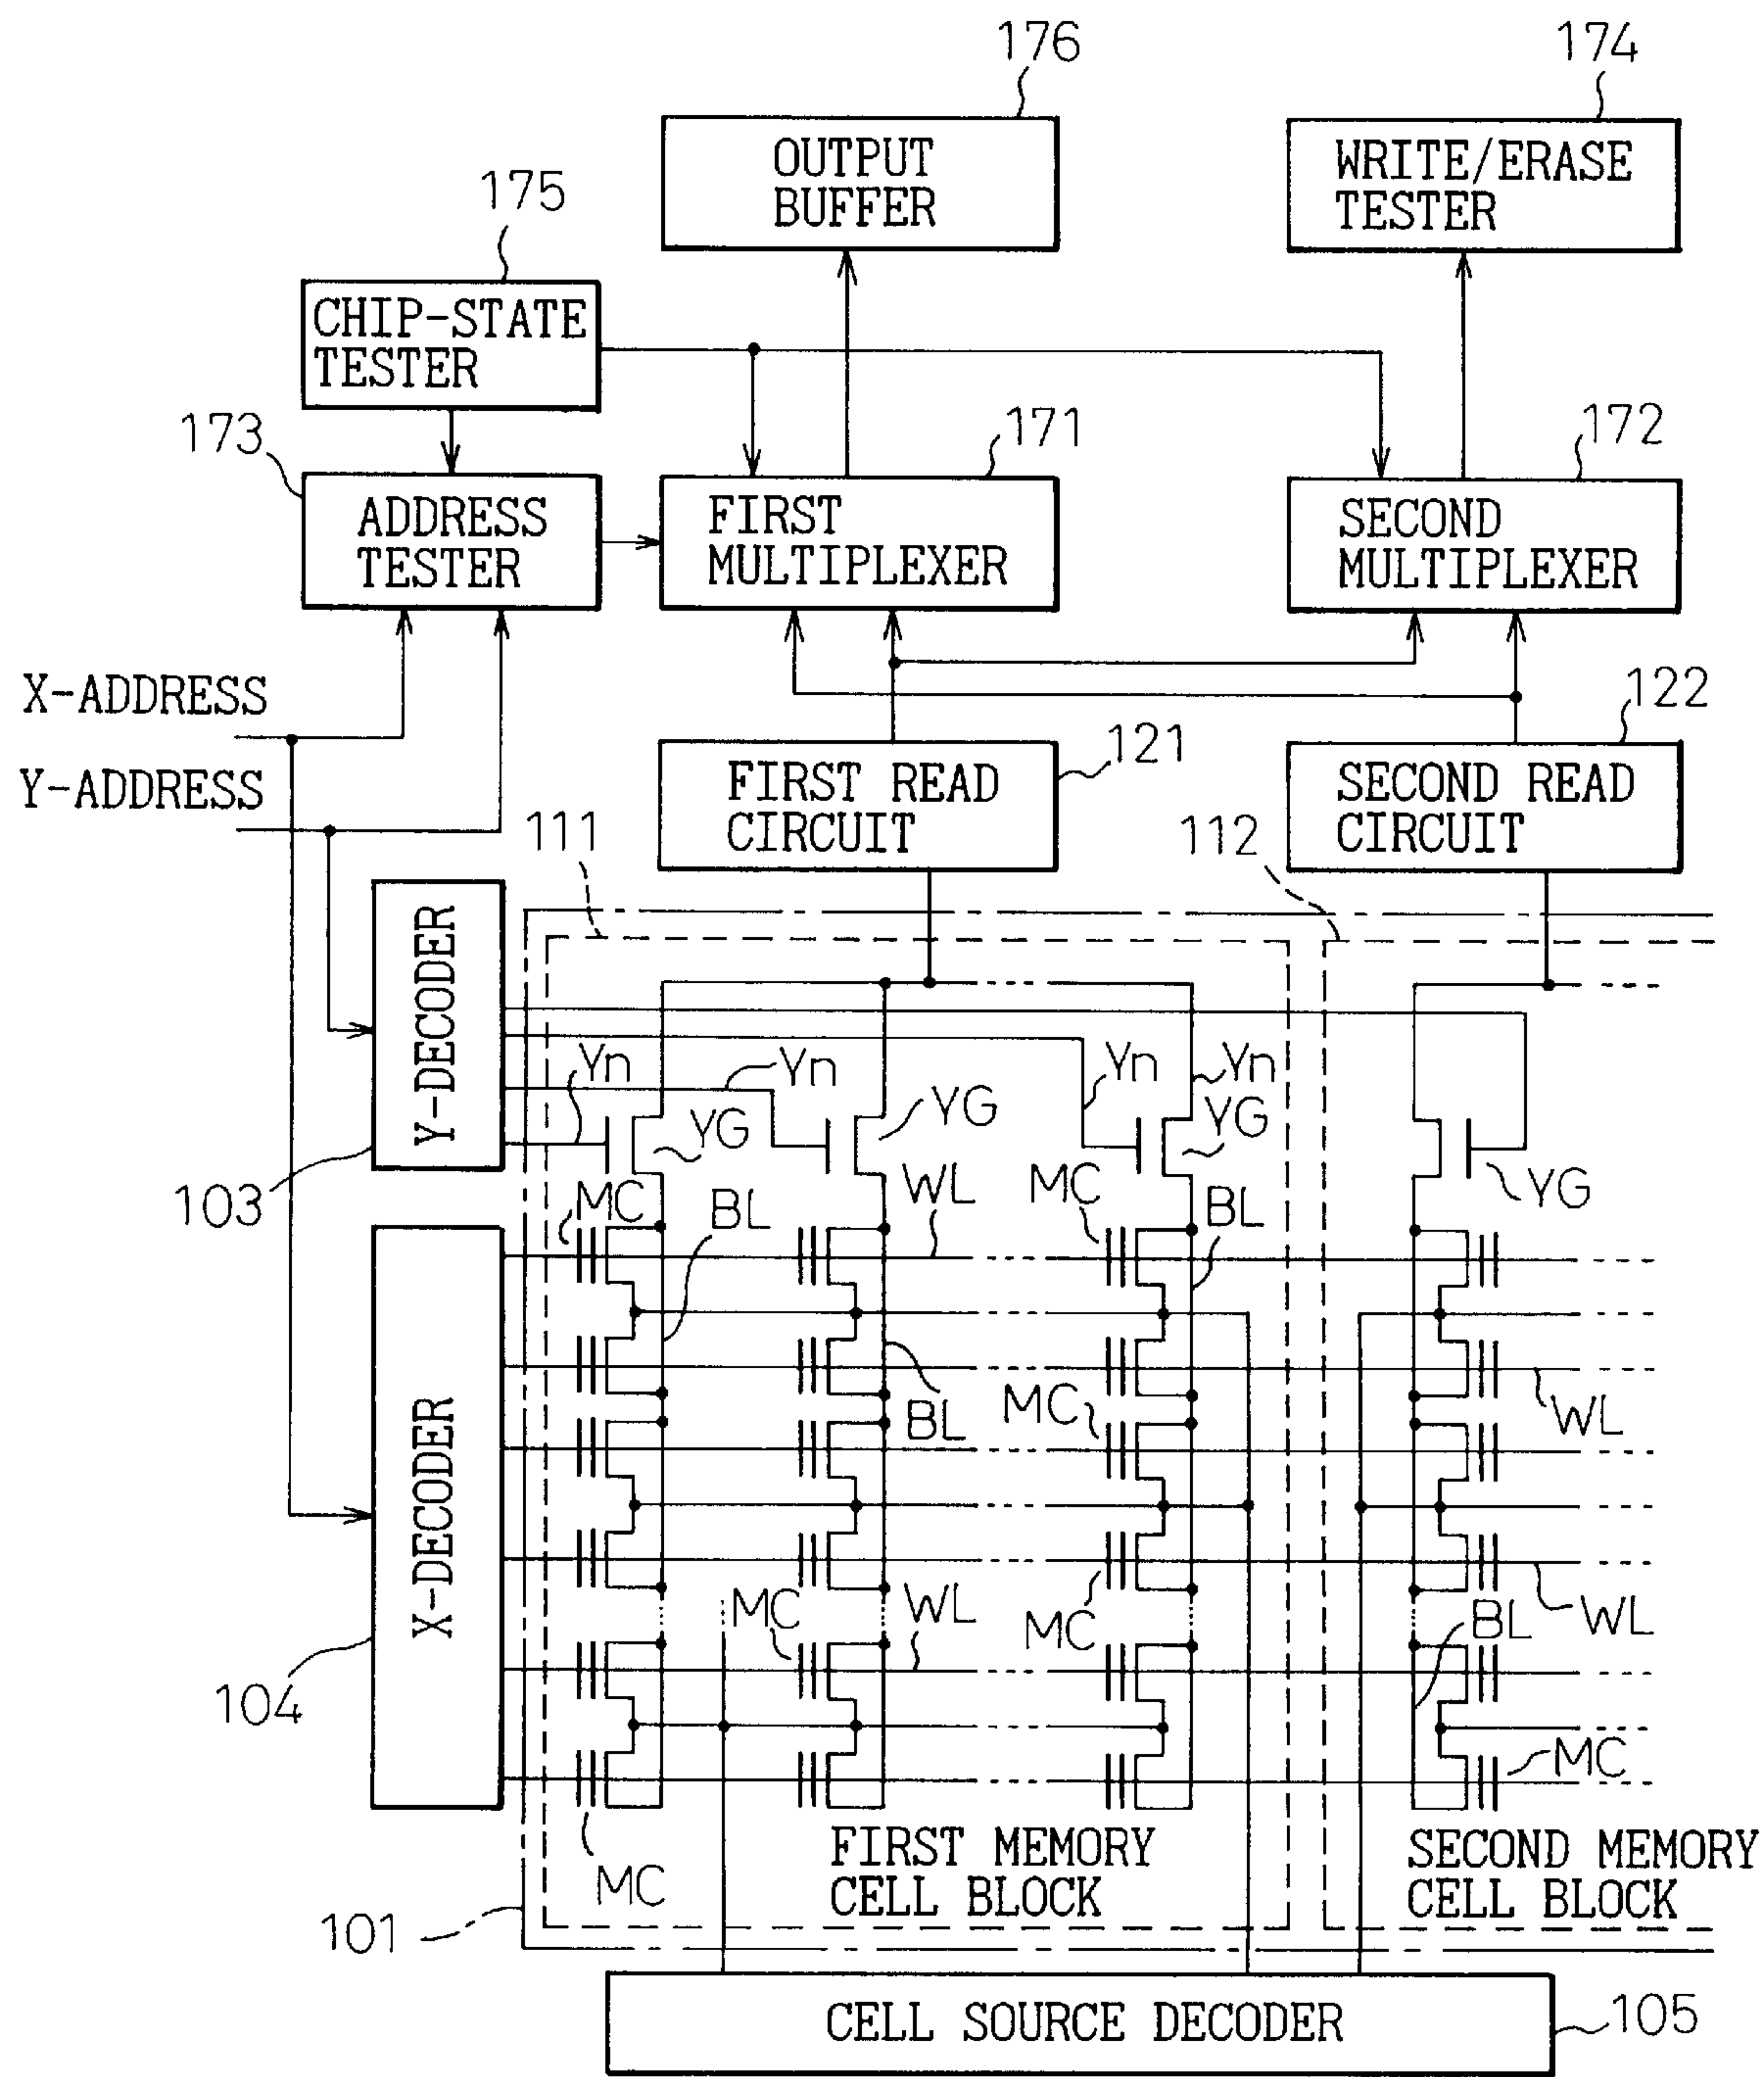 176
174
OUTPUT
BUFFER
WRITE/ERASE
TESTER
175
CHIP-STATE
TESTER
173
171
172
ADDRESS
TESTER
FIRST
MULTIPLEXER
SECOND
MULTIPLEXER
X-ADDRESS
122
121
Y-ADDRESS
FIRST READ
CIRCUIT
SECOND READ
CIRCUIT
111
112
Y-DECODER
Yn
Yn
Yn
Yn
YG
YG
YG
YG
103
MC
BL
WL
MC
BL
MC
BL
WL
X-DECODER
MC
WL
MC
BL
WL
104
MC
MC
FIRST MEMORY
CELL BLOCK
SECOND MEMORY
CELL BLOCK
101
CELL SOURCE DECODER
105